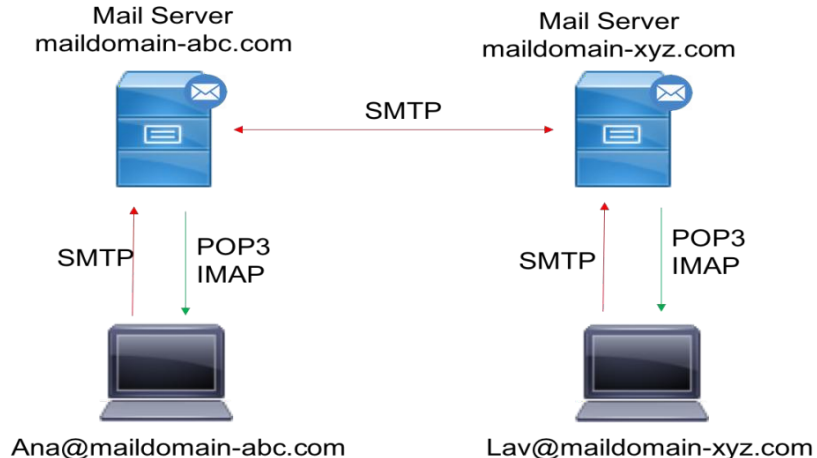 Mail Server
maildomain-abc.com
Mail Server
maildomain-xyz.com
SMTP
SMTP
POP3
IMAP
SMTP
POP3
IMAP
Ana@maildomain-abc.com
Lav@maildomain-xyz.com